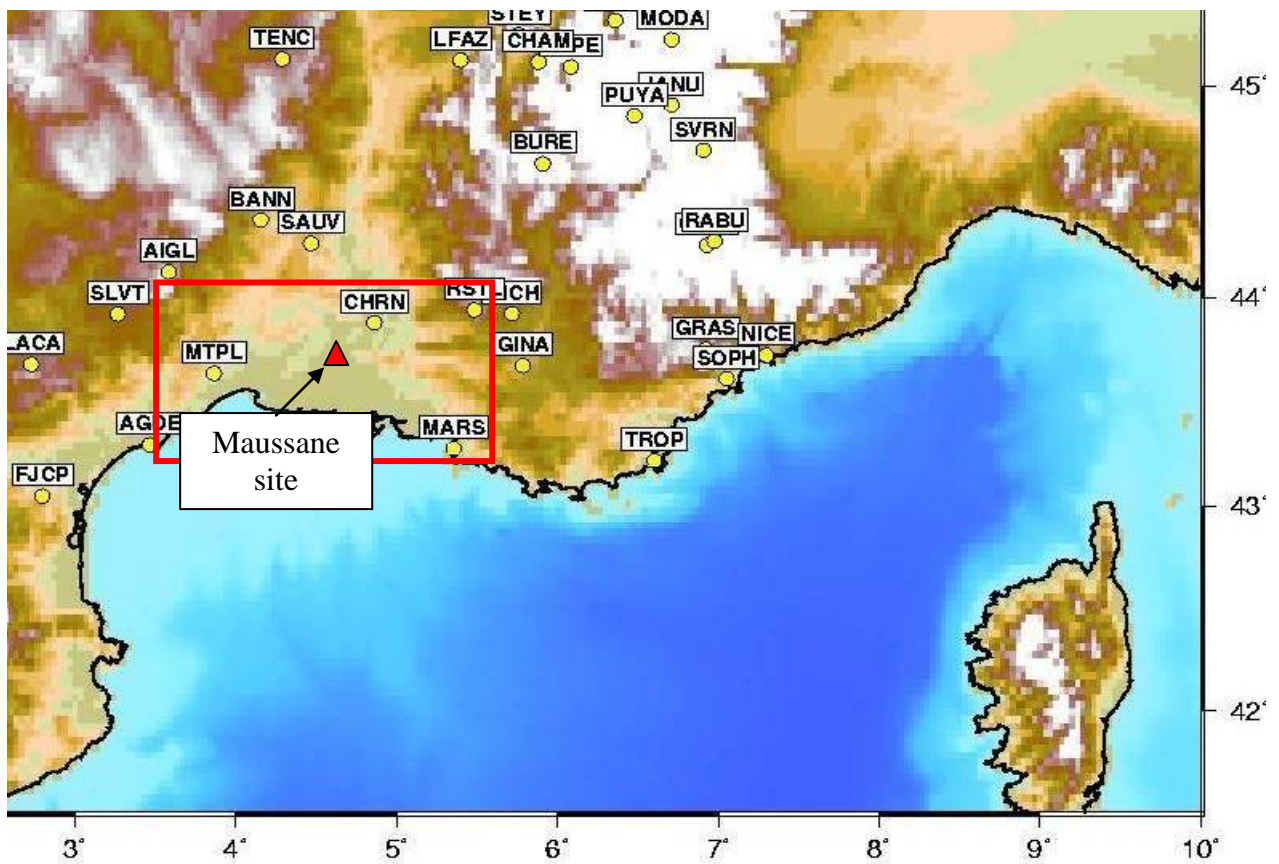 STEY
MODA
TENC
LFAZ
CHAM
PE
45°
PUYA
ANU
SVRN
BURE
BANN
SAUV
RABU
AIGL
SLVT
CHRN
RST
ICH
44°
LACA
MTPL
GINA
GRAS
NICE
SOPH
AGDE
Maussane
site
MARS
TROP
FJCP
43°
42°
3°
4°
5°
6°
7°
8°
9°
10°